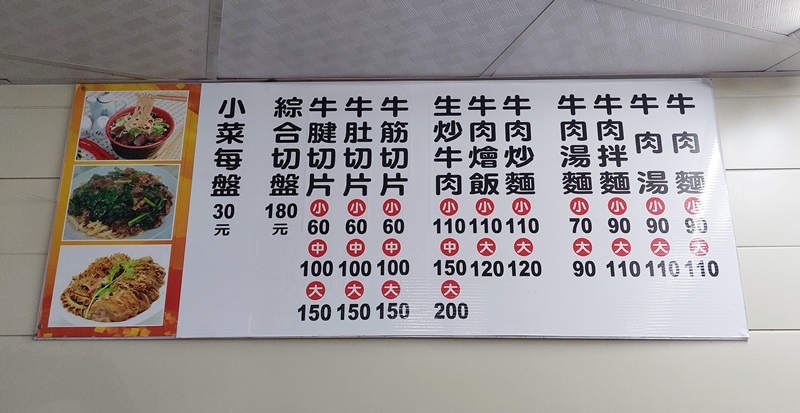 牛肉麵
小
90
大
110
牛肉湯
小
90
大
110
牛肉拌麵
小
90
大
110
牛肉湯麵
小
70
大
90
牛肉炒麵
小
110
大
120
牛肉燴飯
小
110
大
120
生炒牛肉
小
110
中
150
大
200
牛筋切片
小
60
中
100
大
150
牛肚切片
小
60
中
100
大
150
牛腱切片
小
60
中
100
大
150
綜合切盤
180
元
小菜每盤
30
元